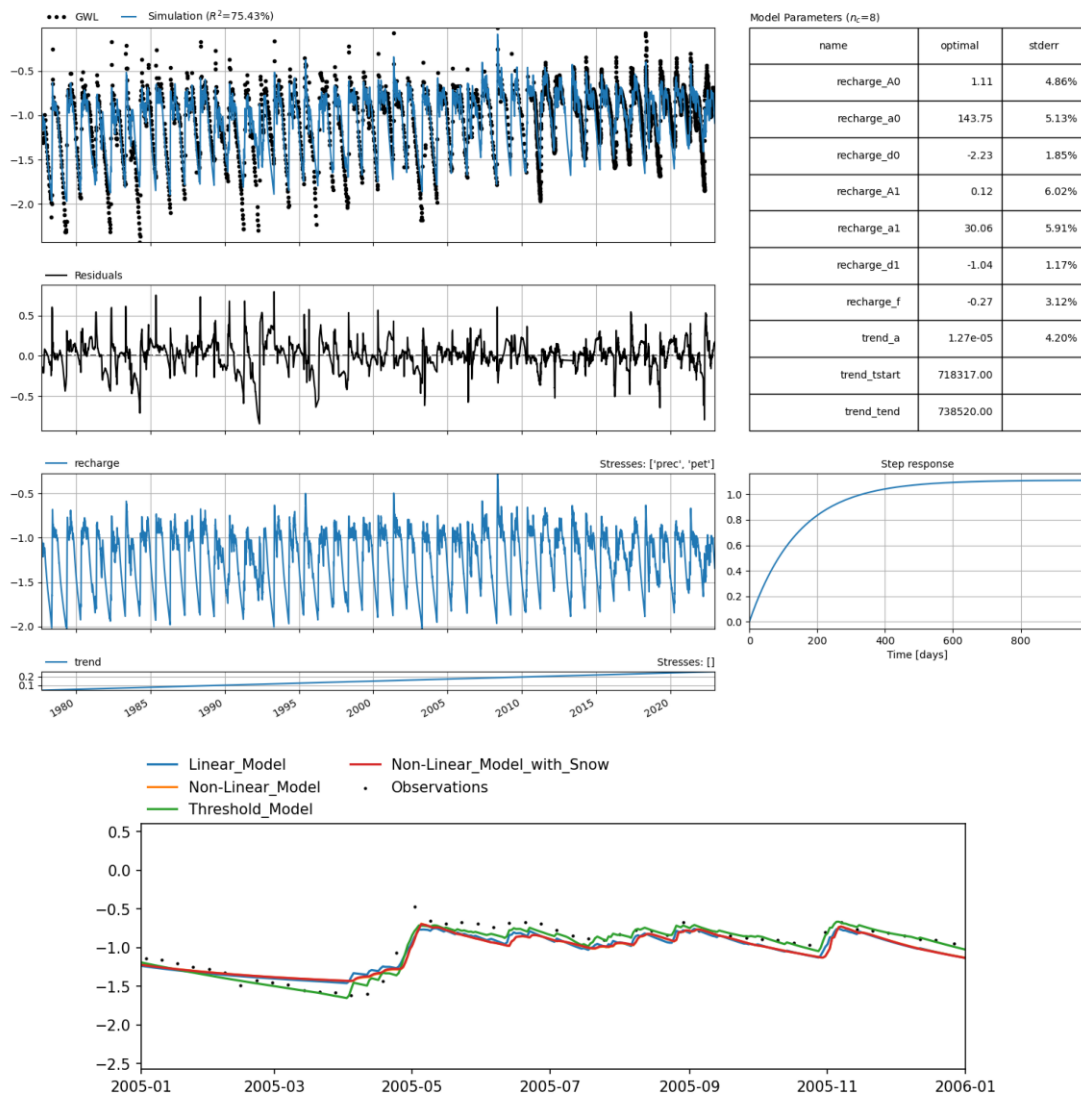 GWL Simulation (R²=75.43%)
−0.5
−1.0
−1.5
−2.0
Residuals
0.5
0.0
−0.5
recharge Stresses: ['prec', 'pet']
−0.5
−1.0
−1.5
−2.0
trend Stresses: []
0.2
0.1
1980 1985 1990 1995 2000 2005 2010 2015 2020
Model Parameters (n_c=8)
name optimal stderr
recharge_A0 1.11 4.86%
recharge_a0 143.75 5.13%
recharge_d0 -2.23 1.85%
recharge_A1 0.12 6.02%
recharge_a1 30.06 5.91%
recharge_d1 -1.04 1.17%
recharge_f -0.27 3.12%
trend_a 1.27e-05 4.20%
trend_tstart 718317.00
trend_tend 738520.00
Step response
1.0
0.8
0.6
0.4
0.2
0.0
0 200 400 600 800
Time [days]
Linear_Model Non-Linear_Model_with_Snow
Non-Linear_Model Observations
Threshold_Model
0.5
0.0
−0.5
−1.0
−1.5
−2.0
−2.5
2005-01 2005-03 2005-05 2005-07 2005-09 2005-11 2006-01